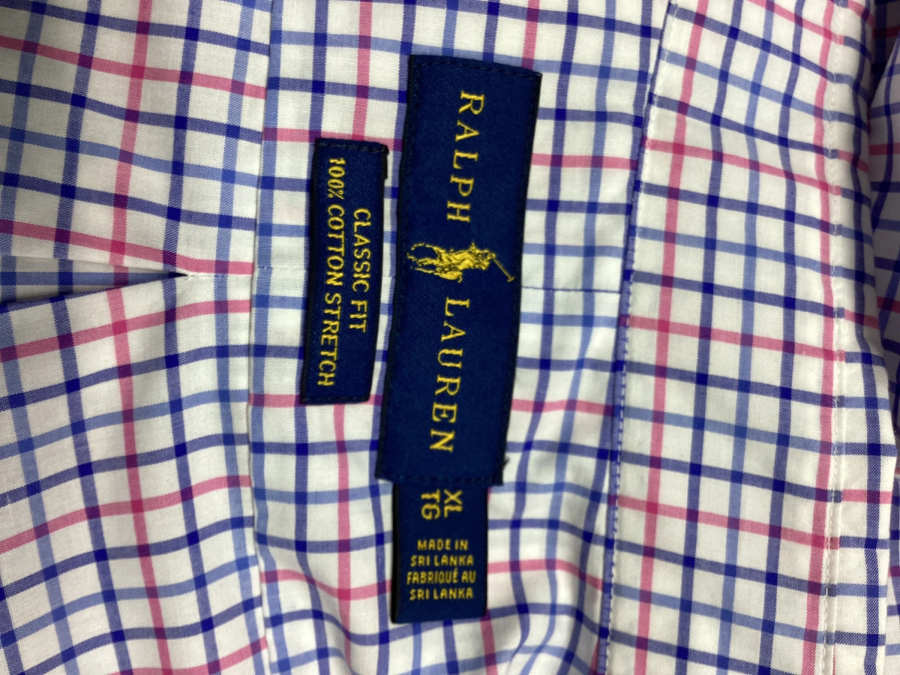 RALPH LAUREN
CLASSIC FIT
100% COTTON STRETCH
XL
TG
MADE IN
SRI LANKA
FABRIQUÉ AU
SRI LANKA